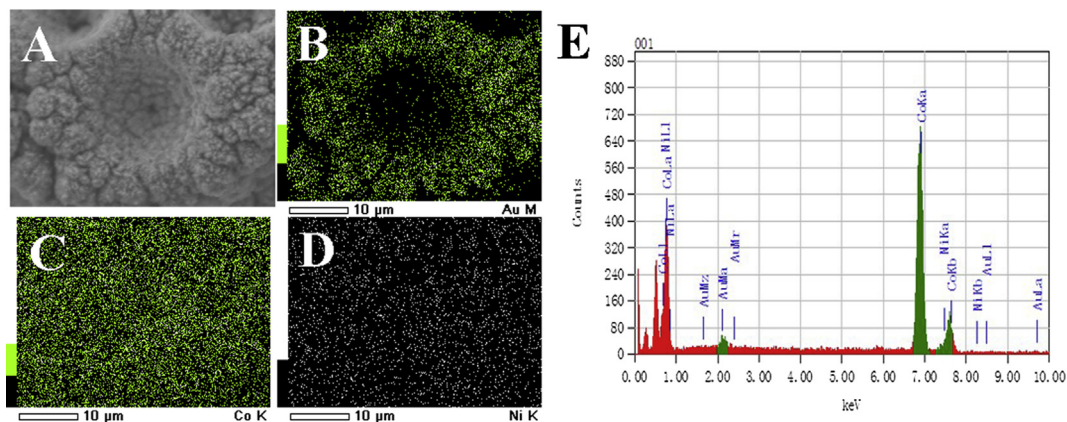 A
B
10 μm Au M
C
10 μm Co K
D
10 μm Ni K
E
001
Counts
880
800
720
640
560
480
400
320
240
160
80
0
CoLl
CoLa NiLl
NiLa
AuMz
AuMa
AuMr
CoKa
NiKa
CoKb
NiKb
AuLl
AuLa
0.00 1.00 2.00 3.00 4.00 5.00 6.00 7.00 8.00 9.00 10.00
keV